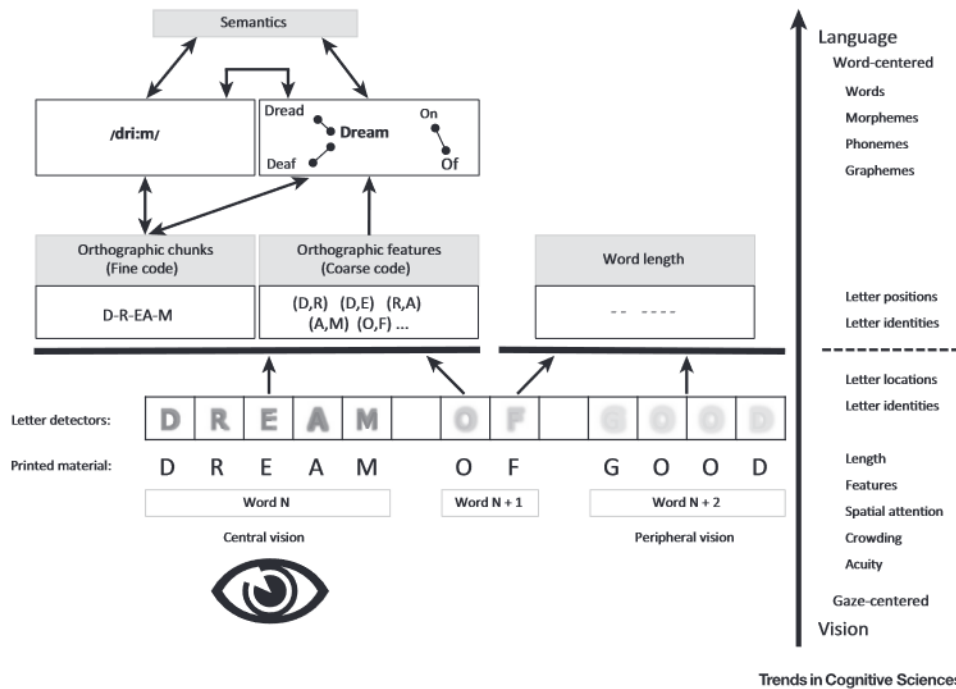 Semantics
/dri:m/
Dread
Dream
Deaf
On
Of
Orthographic chunks
(Fine code)
Orthographic features
(Coarse code)
Word length
D-R-EA-M
(D,R) (D,E) (R,A)
(A,M) (O,F) ...
-- ----
Letter detectors:
D R E A M O F G O O D
Printed material:
D R E A M O F G O O D
Word N
Word N + 1
Word N + 2
Central vision
Peripheral vision
Language
Word-centered
Words
Morphemes
Phonemes
Graphemes
Letter positions
Letter identities
Letter locations
Letter identities
Length
Features
Spatial attention
Crowding
Acuity
Gaze-centered
Vision
Trends in Cognitive Sciences